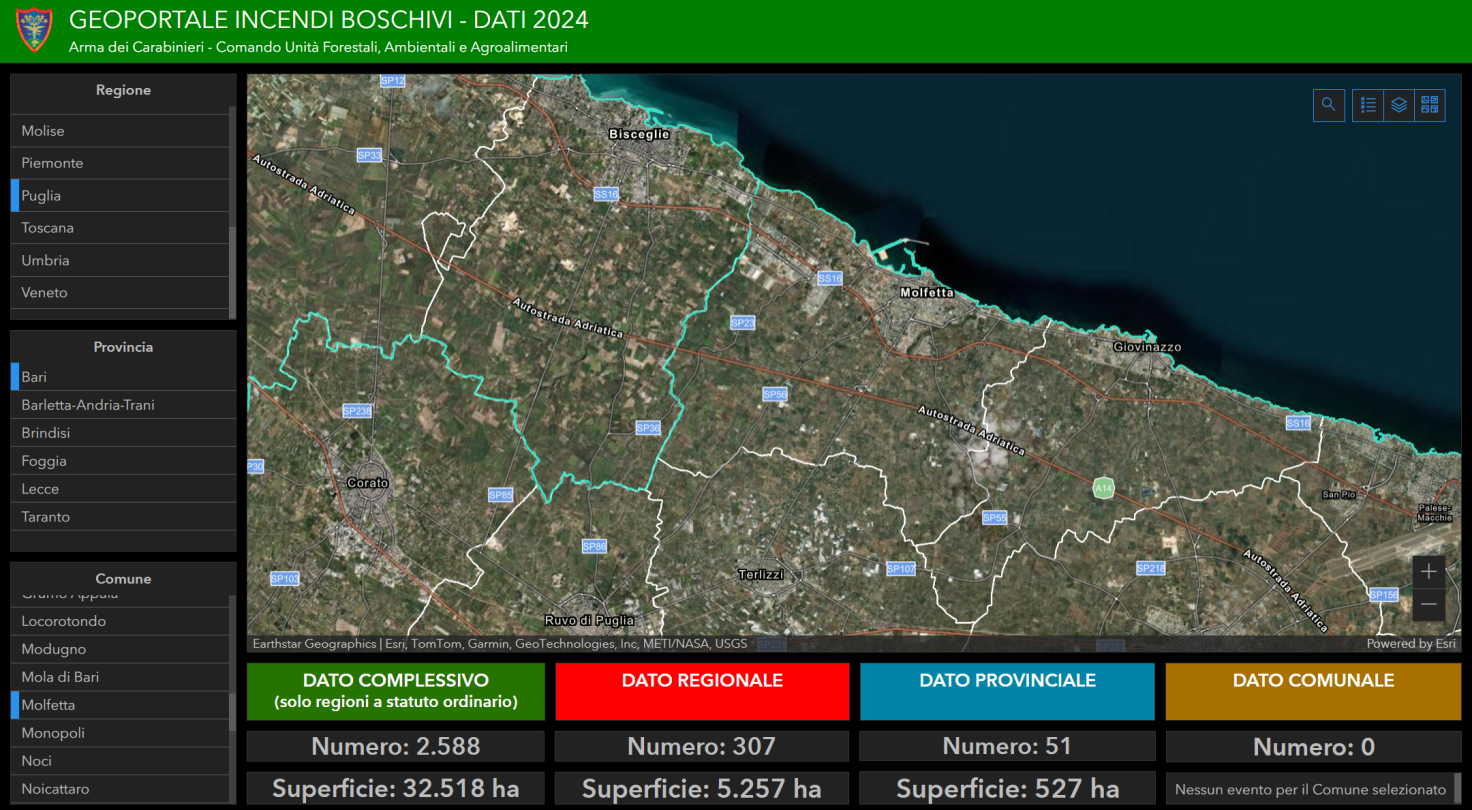 GEOPORTALE INCENDI BOSCHIVI - DATI 2024
Arma dei Carabinieri - Comando Unità Forestali, Ambientali e Agroalimentari
Regione
Molise
Piemonte
Puglia
Toscana
Umbria
Veneto
Provincia
Bari
Barletta-Andria-Trani
Brindisi
Foggia
Lecce
Taranto
Comune
Grumo Appula
Locorotondo
Modugno
Mola di Bari
Molfetta
Monopoli
Noci
Noicattaro
SP12
Bisceglie
SP33
Autostrada Adriatica
SS16
SS16
Molfetta
Autostrada Adriatica
SP23
Giovinazzo
SP56
SP238
Autostrada Adriatica
SP36
SS16
P30
Corato
SP85
A14
San Pio
Palese-
Macchie
SP55
SP86
Autostrada Adriatica
SP103
Terlizzi
SP107
SP218
SP156
Ruvo di Puglia
+
−
Earthstar Geographics | Esri, TomTom, Garmin, GeoTechnologies, Inc, METI/NASA, USGS
Powered by Esri
DATO COMPLESSIVO
(solo regioni a statuto ordinario)
Numero: 2.588
Superficie: 32.518 ha
DATO REGIONALE
Numero: 307
Superficie: 5.257 ha
DATO PROVINCIALE
Numero: 51
Superficie: 527 ha
DATO COMUNALE
Numero: 0
Nessun evento per il Comune selezionato